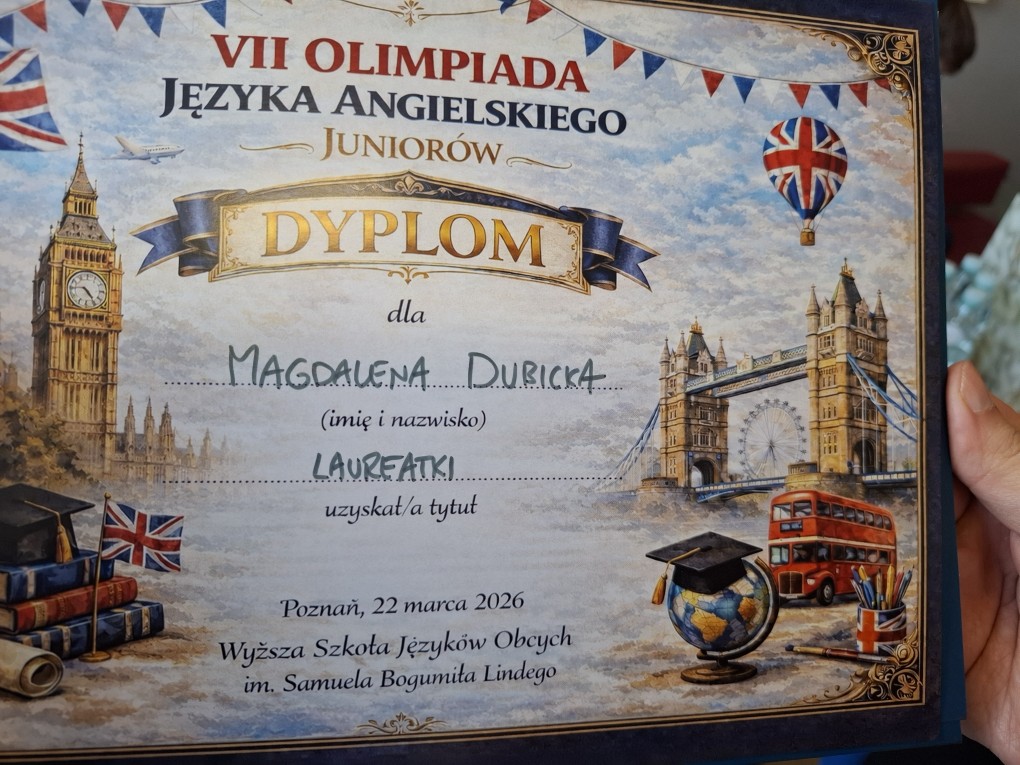 VII OLIMPIADA
JĘZYKA ANGIELSKIEGO
JUNIORÓW
DYPLOM
dla
MAGDALENA DUBICKA
(imię i nazwisko)
LAUREATKI
uzyskał/a tytuł
Poznań, 22 marca 2026
Wyższa Szkoła Języków Obcych
im. Samuela Bogumiła Lindego